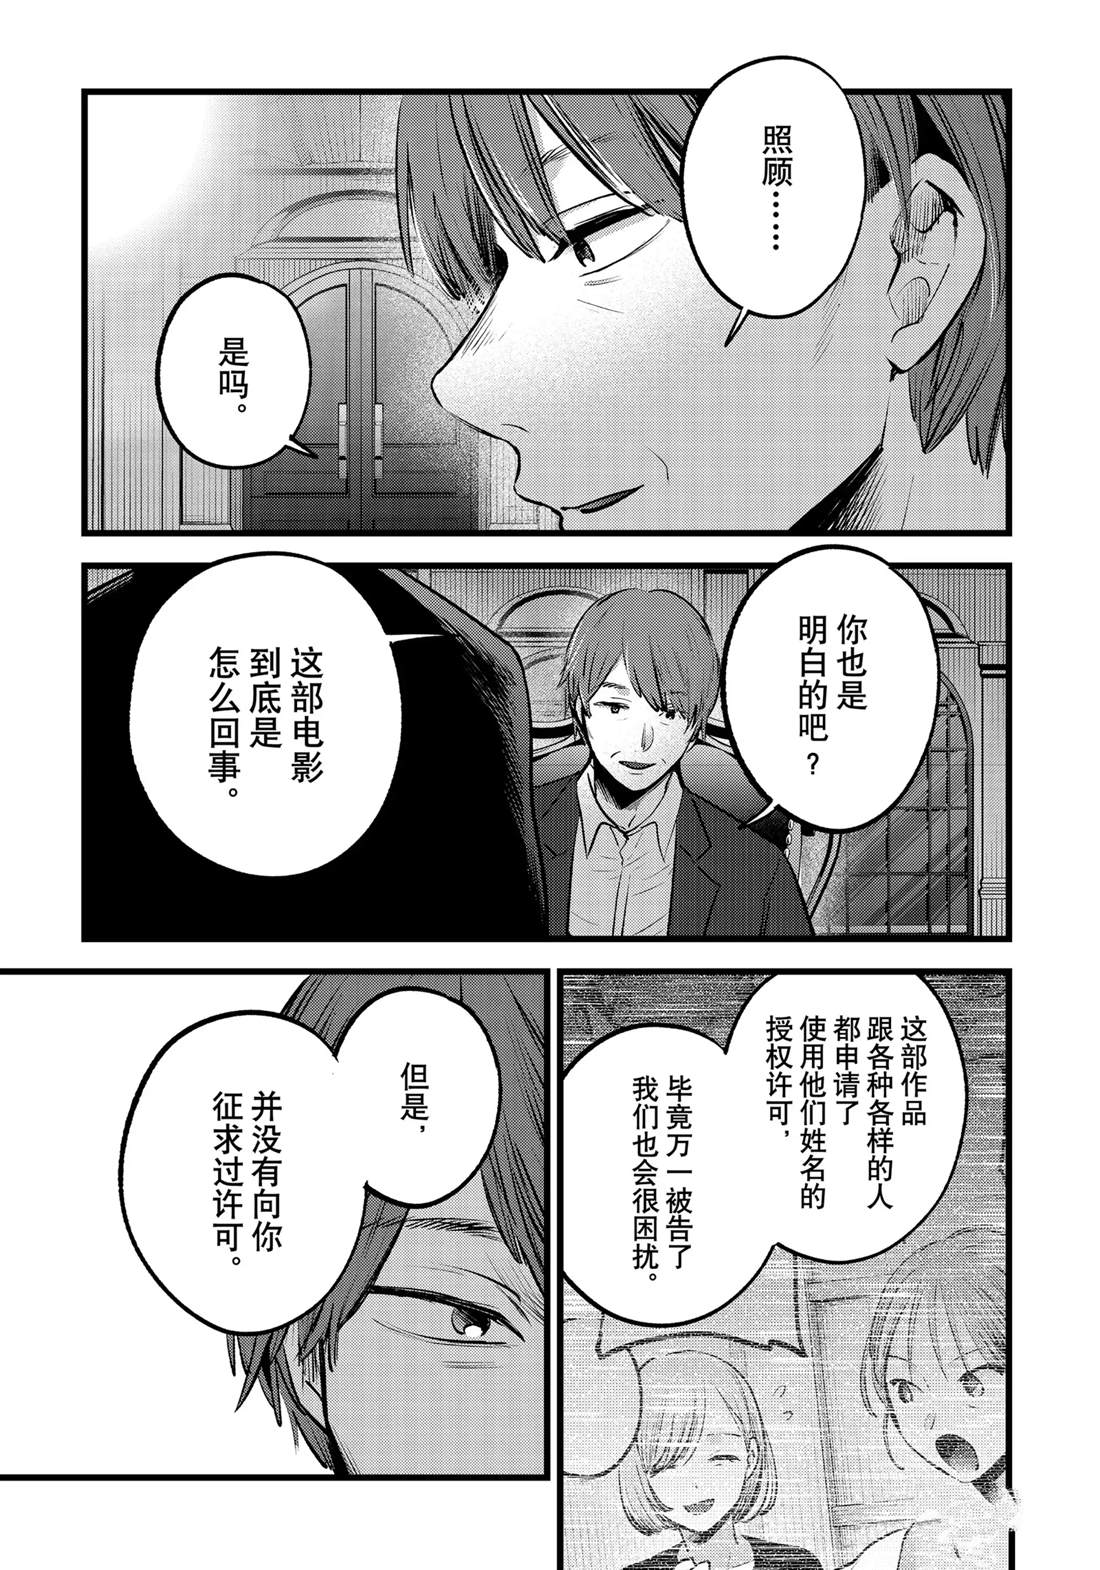 照顾……
是吗。
你也是
明白的吧？
这部电影
到底是
怎么回事。
这部作品
跟各种各样的人
都申请了
使用他们姓名的
授权许可，
毕竟万一被告了
我们也会很困扰。
但是，
并没有向你
征求过许可。